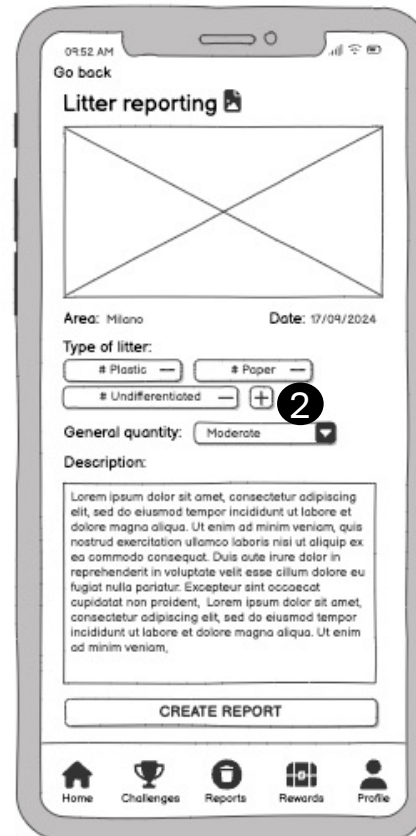 09:52 AM
Go back
Litter reporting
Area: Milano Date: 17/09/2024
Type of litter:
# Plastic — # Paper —
# Undifferentiated — + 2
General quantity: Moderate
Description:
Lorem ipsum dolor sit amet, consectetur adipiscing
elit, sed do eiusmod tempor incididunt ut labore et
dolore magna aliqua. Ut enim ad minim veniam, quis
nostrud exercitation ullamco laboris nisi ut aliquip ex
ea commodo consequat. Duis aute irure dolor in
reprehenderit in voluptate velit esse cillum dolore eu
fugiat nulla pariatur. Excepteur sint occaecat
cupidatat non proident, Lorem ipsum dolor sit amet,
consectetur adipiscing elit, sed do eiusmod tempor
incididunt ut labore et dolore magna aliqua. Ut enim
ad minim veniam,
CREATE REPORT
Home Challenges Reports Rewards Profile